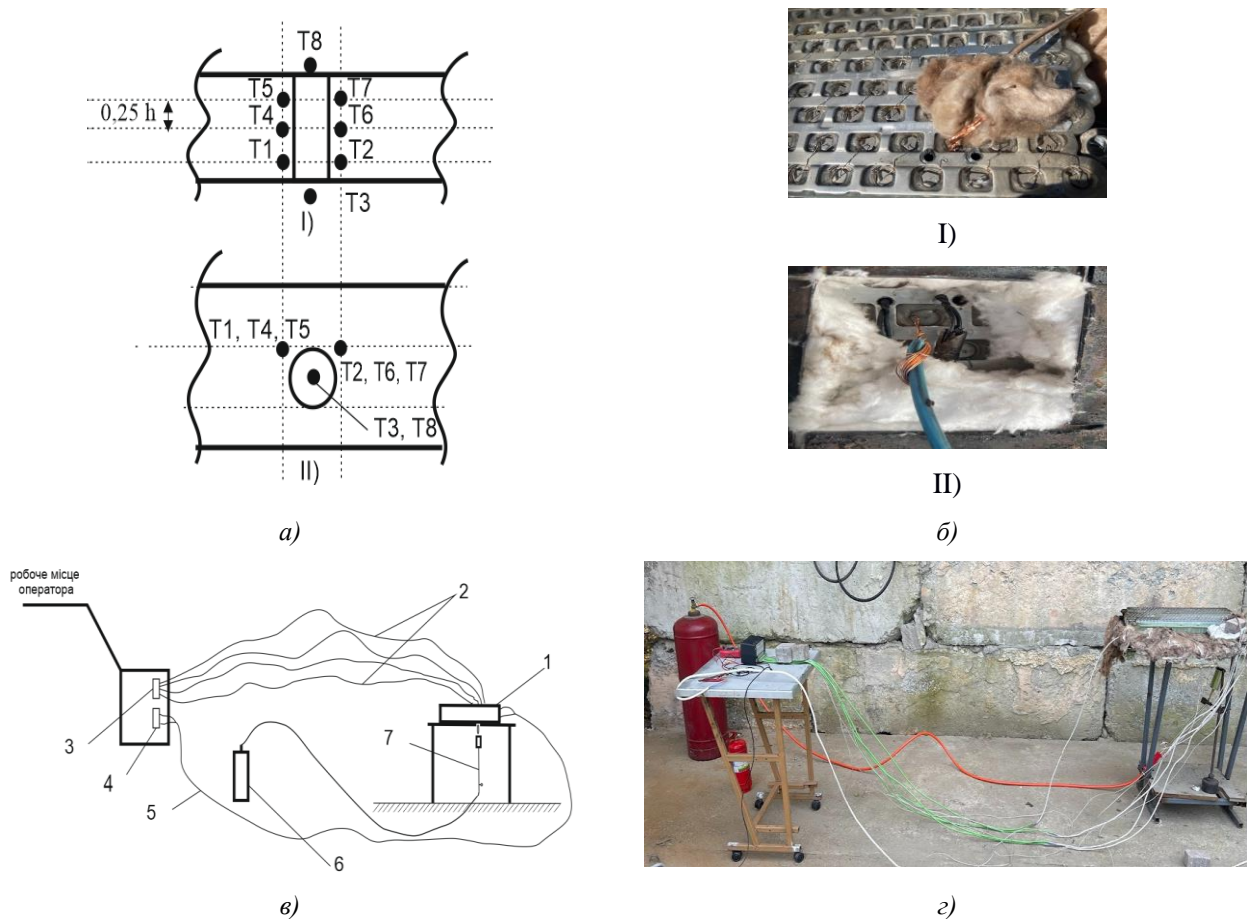 T8
T5
T7
0,25 h
T4
T6
T1
T2
T3
I)
T1, T4, T5
T2, T6, T7
T3, T8
II)
а)
I)
II)
б)
робоче місце
оператора
2
1
3
7
4
5
6
в)
г)